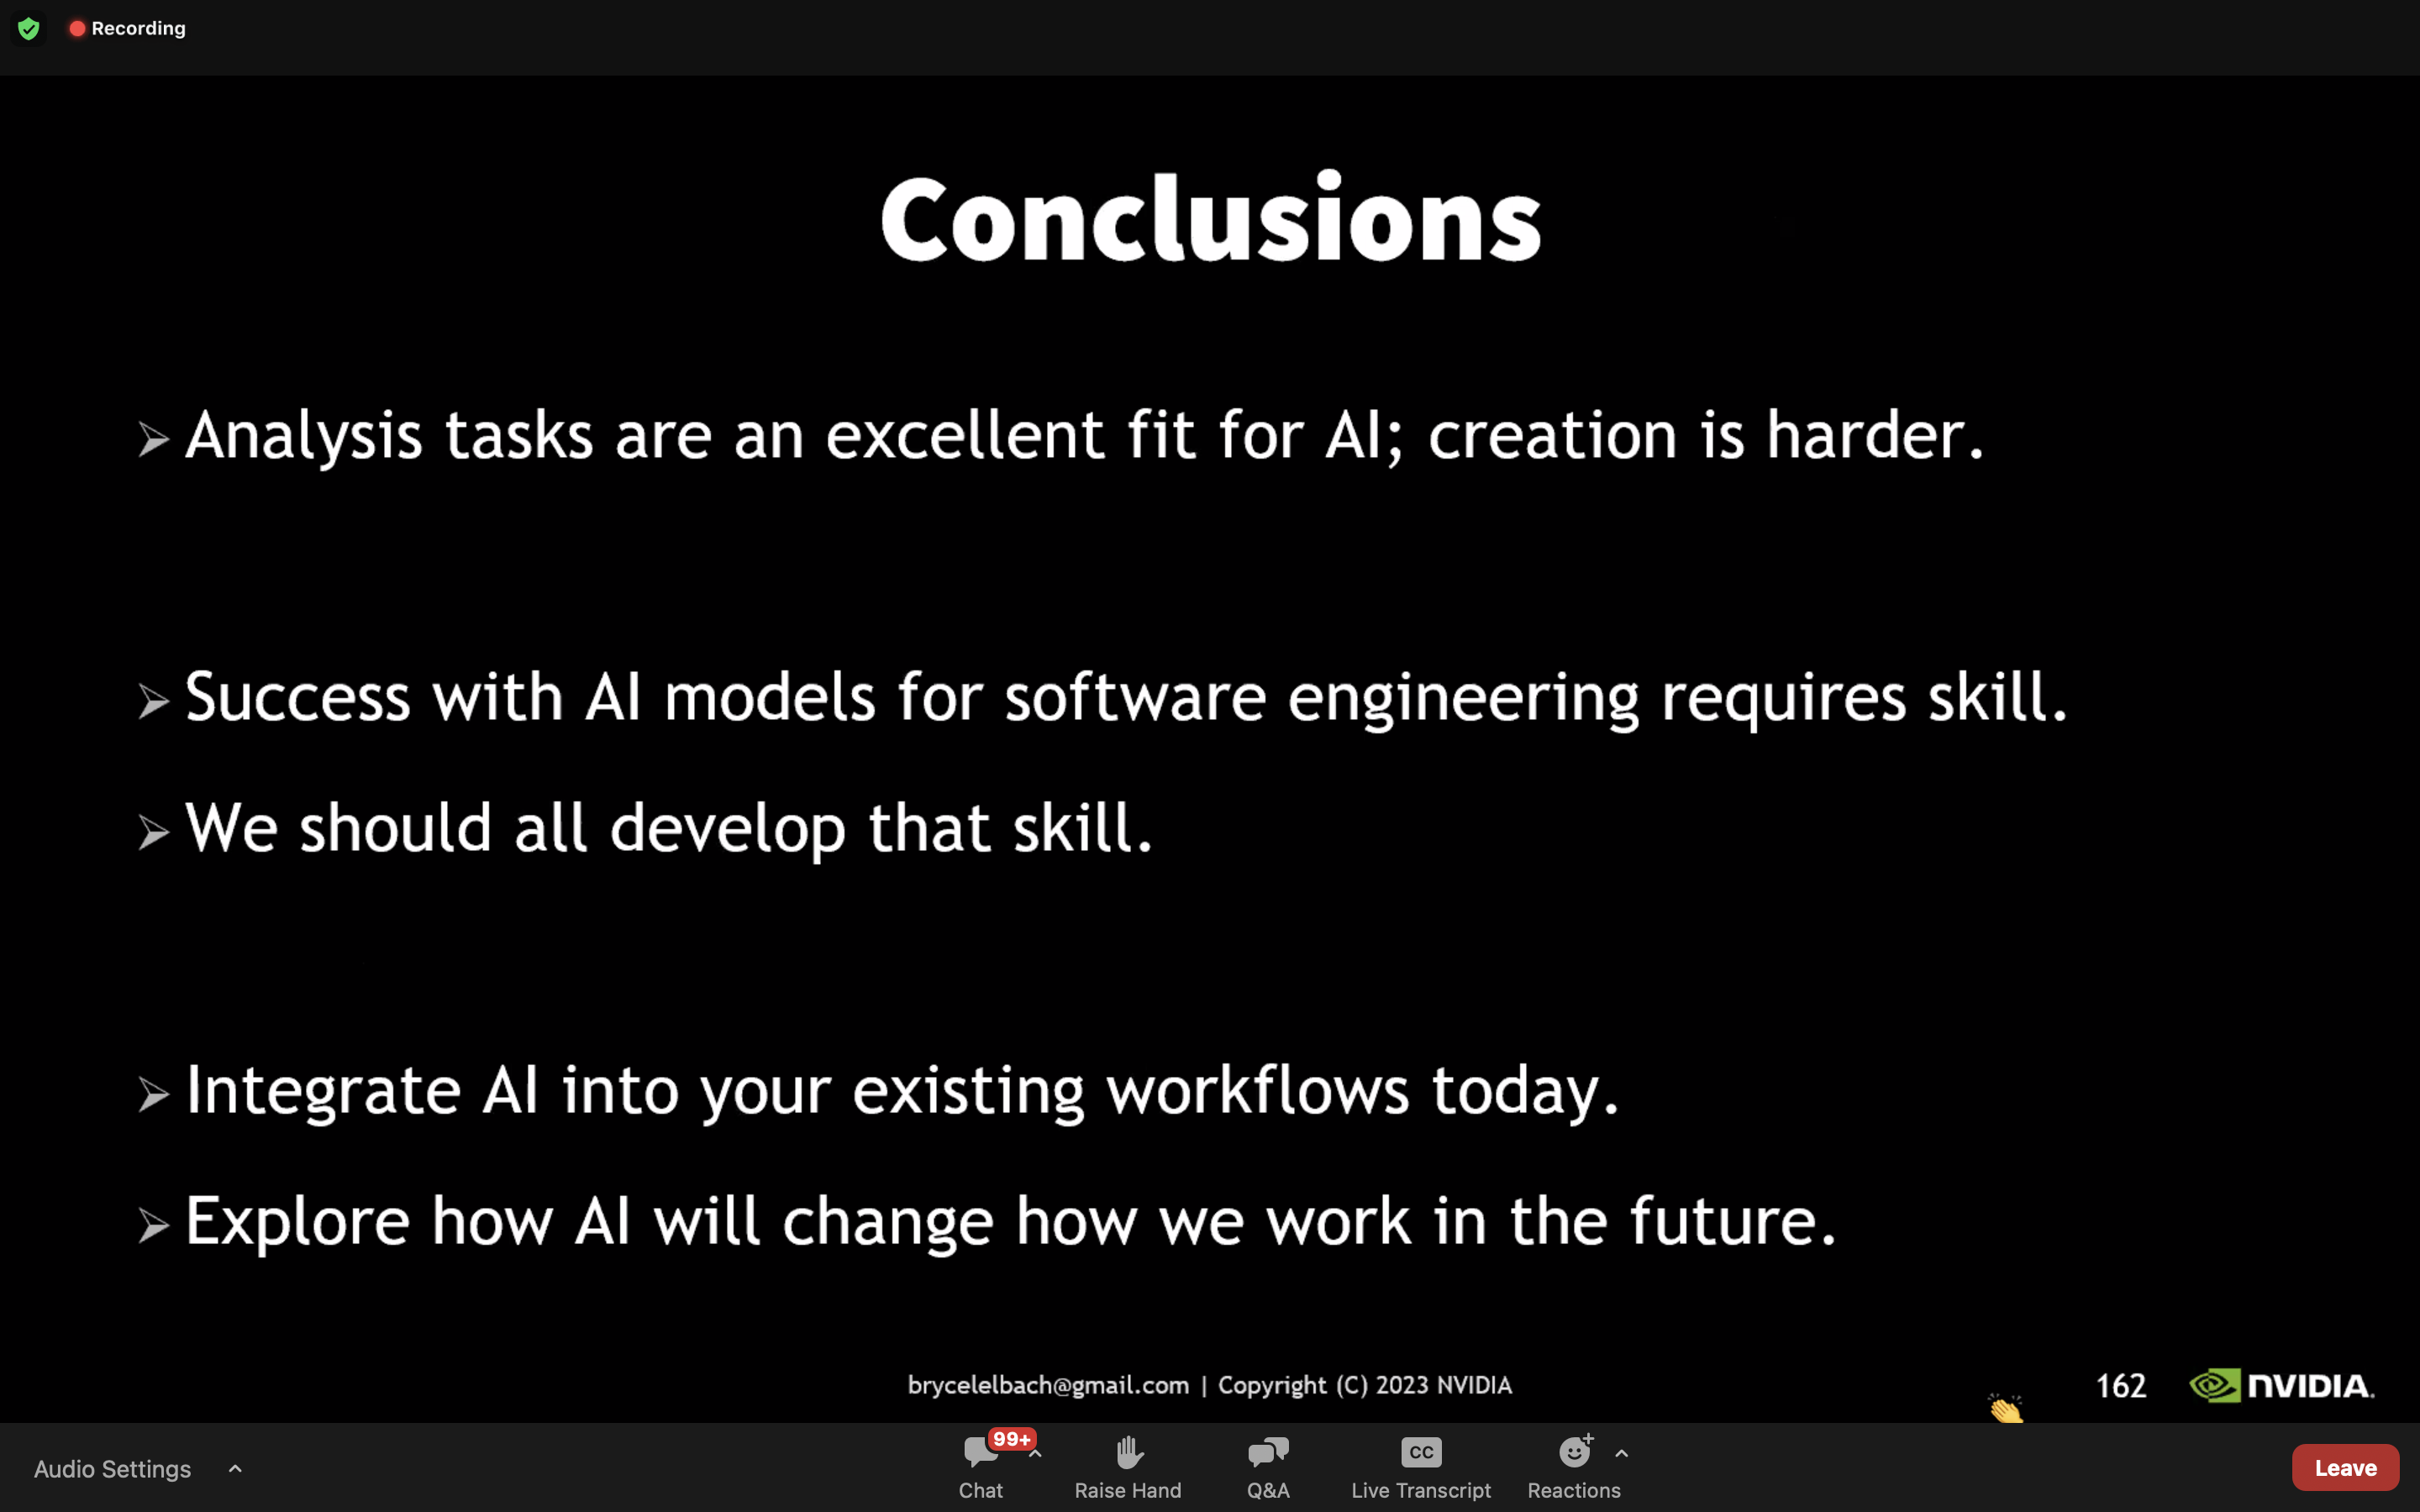 Recording
Conclusions
Analysis tasks are an excellent fit for AI; creation is harder.
Success with AI models for software engineering requires skill.
We should all develop that skill.
Integrate AI into your existing workflows today.
Explore how AI will change how we work in the future.
brycelelbach@gmail.com | Copyright (C) 2023 NVIDIA
162
NVIDIA.
Audio Settings
99+
CC
Chat
Raise Hand
Q&A
Live Transcript
Reactions
Leave